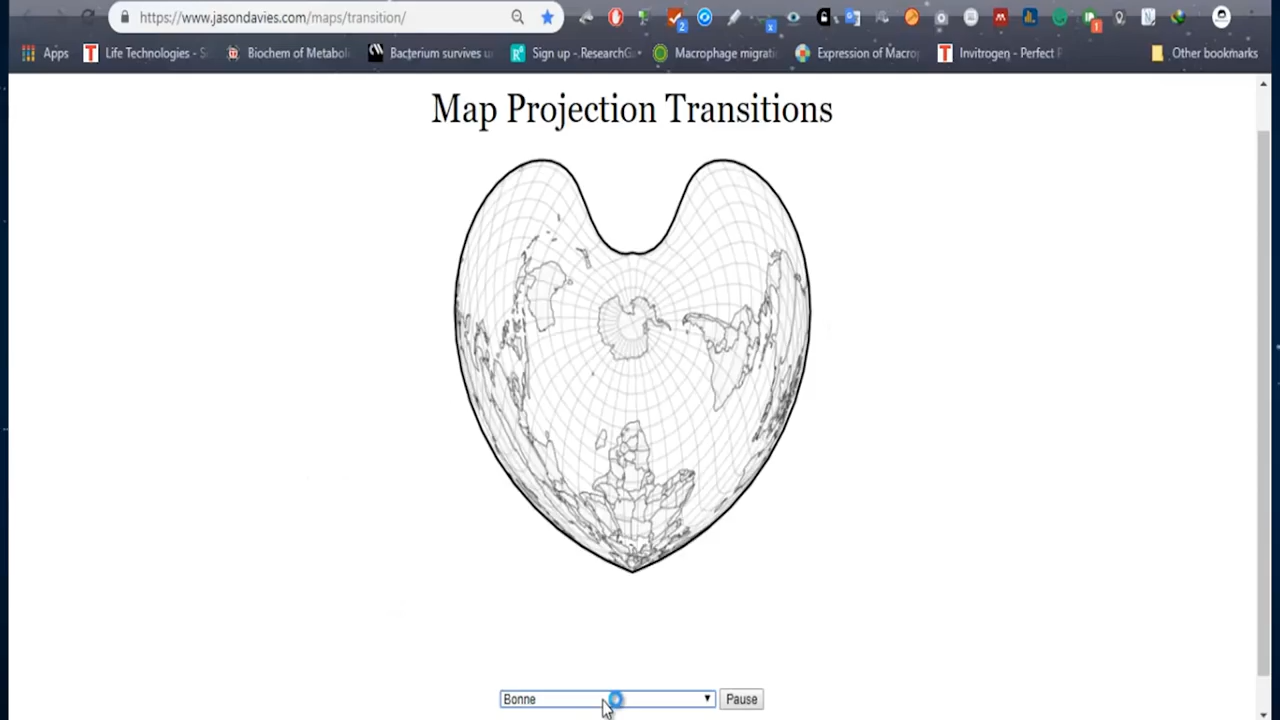 https://www.jasondavies.com/maps/transition/
Apps Life Technologies - S Biochem of Metabol Bacterium survives u Sign up - ResearchG Macrophage migrati Expression of Macro Invitrogen - Perfect P Other bookmarks
Map Projection Transitions
Bonne Pause